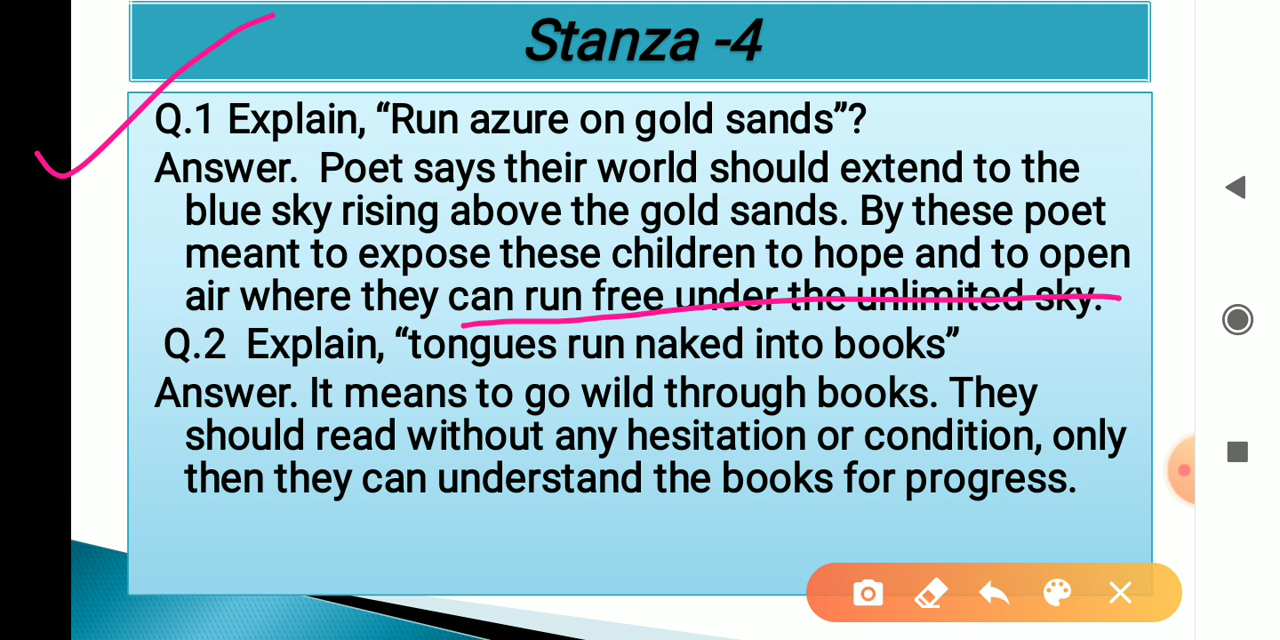 Stanza -4
Q.1 Explain, “Run azure on gold sands”?
Answer.  Poet says their world should extend to the
blue sky rising above the gold sands. By these poet
meant to expose these children to hope and to open
air where they can run free under the unlimited sky.
Q.2  Explain, “tongues run naked into books”
Answer. It means to go wild through books. They
should read without any hesitation or condition, only
then they can understand the books for progress.